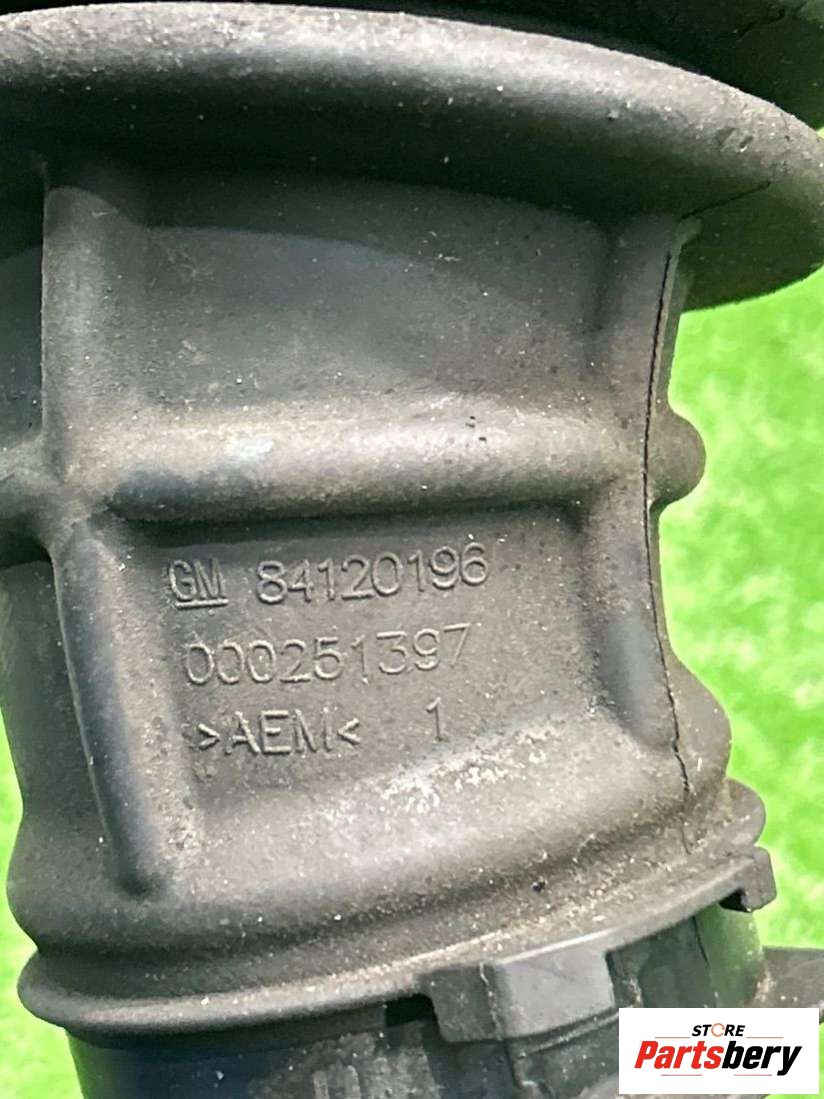 GM 84120196
000251397
>AEM< 1
STORE
Partsbery